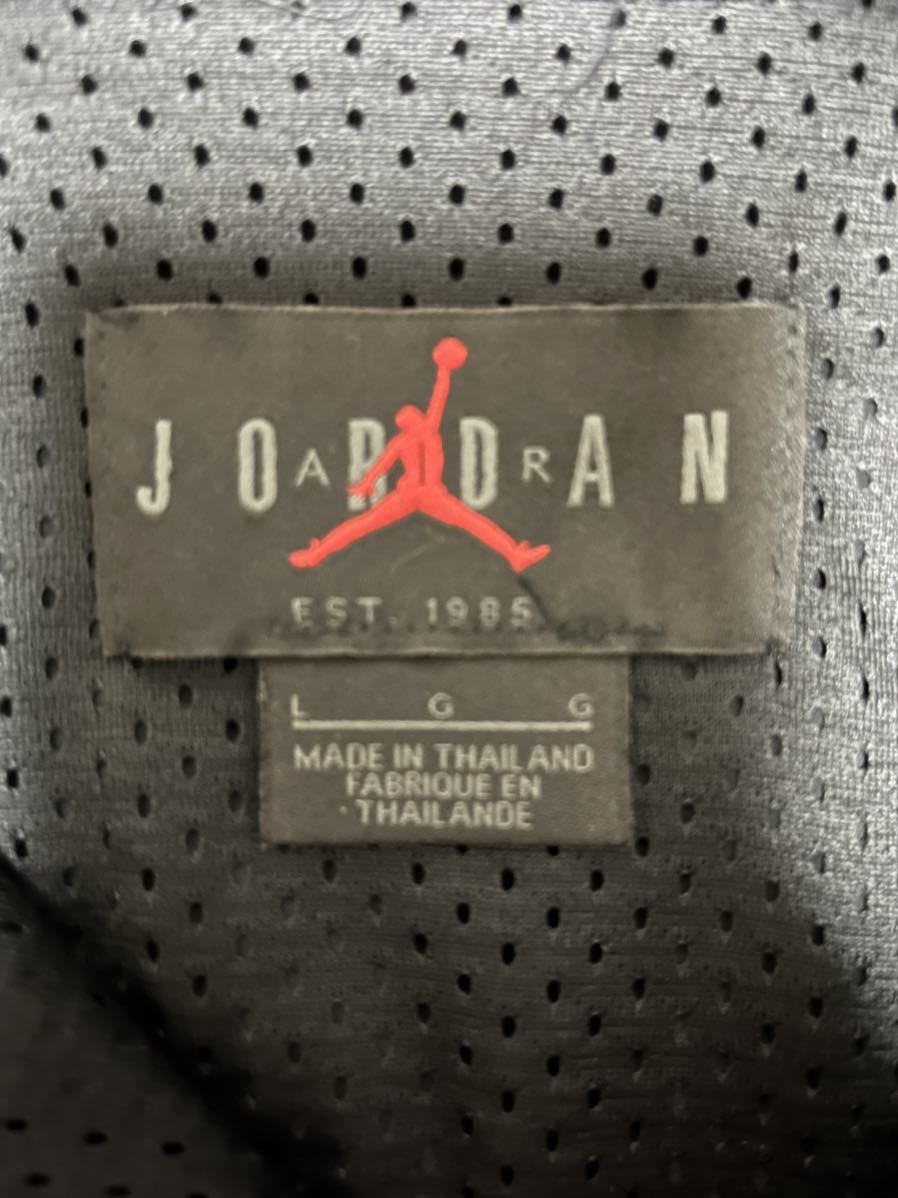 JORDAN
AIR
EST. 1985
L G G
MADE IN THAILAND
FABRIQUE EN
THAILANDE